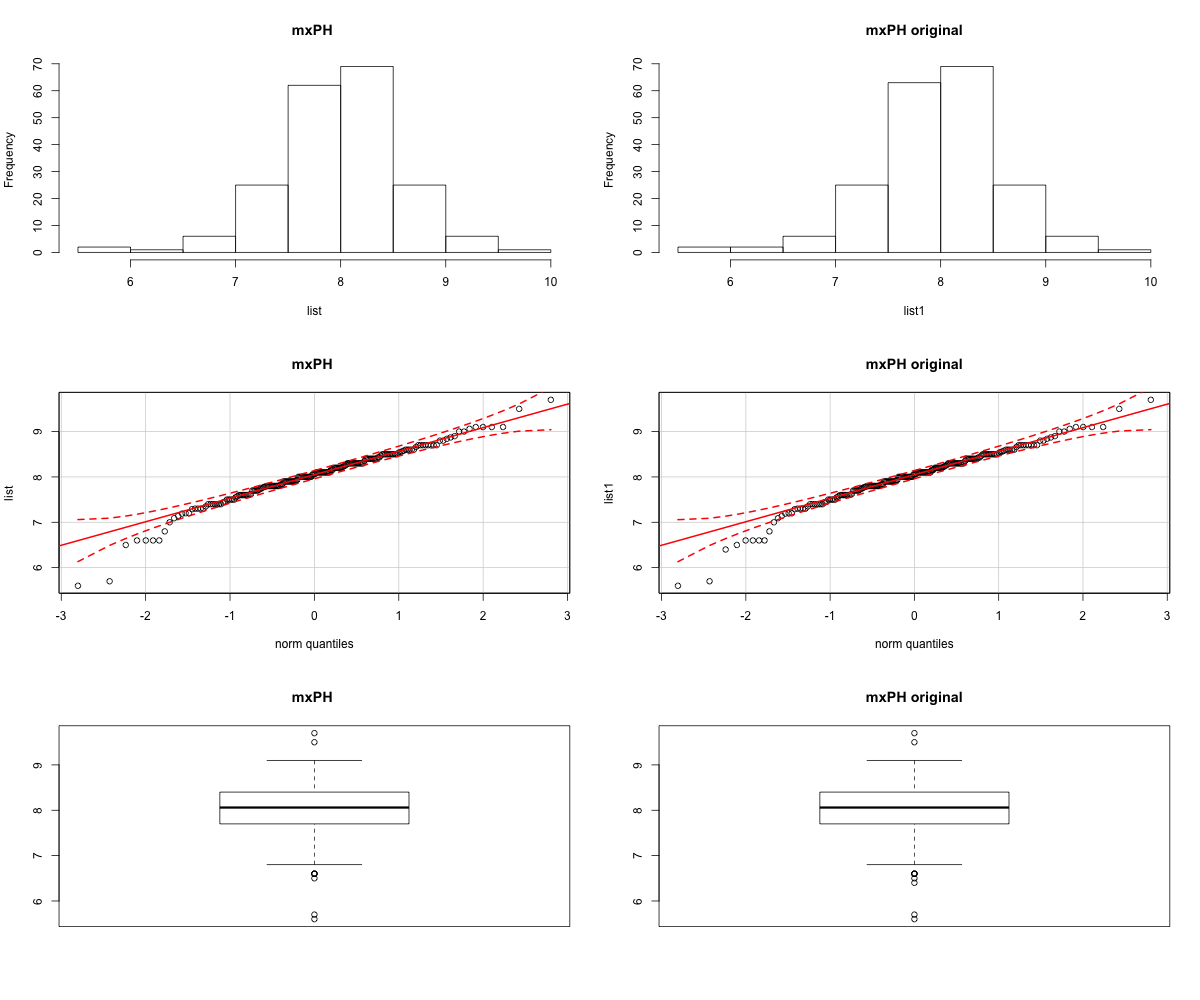 mxPH
mxPH original
Frequency
0 10 20 30 40 50 60 70
6 7 8 9 10
list
Frequency
0 10 20 30 40 50 60 70
6 7 8 9 10
list1
mxPH
mxPH original
list
6 7 8 9
-3 -2 -1 0 1 2 3
norm quantiles
list1
6 7 8 9
-3 -2 -1 0 1 2 3
norm quantiles
mxPH
mxPH original
6 7 8 9
6 7 8 9